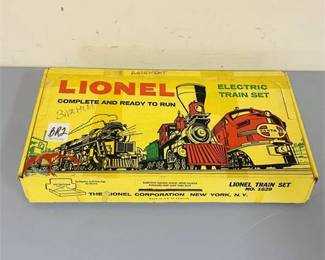 BASEMENT
LIONEL
ELECTRIC
TRAIN SET
COMPLETE AND READY TO RUN
BR2
LIONEL TRAIN SET
NO. 1629
THE LIONEL CORPORATION NEW YORK, N.Y.